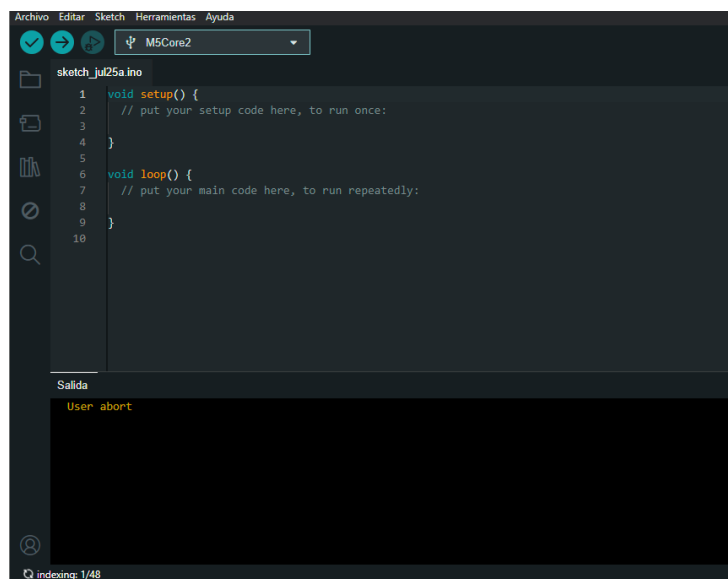 Archivo Editar Sketch Herramientas Ayuda
M5Core2
sketch_jul25a.ino
1 void setup() {
2 // put your setup code here, to run once:
3
4 }
5
6 void loop() {
7 // put your main code here, to run repeatedly:
8
9 }
10
Salida
User abort
indexing: 1/48